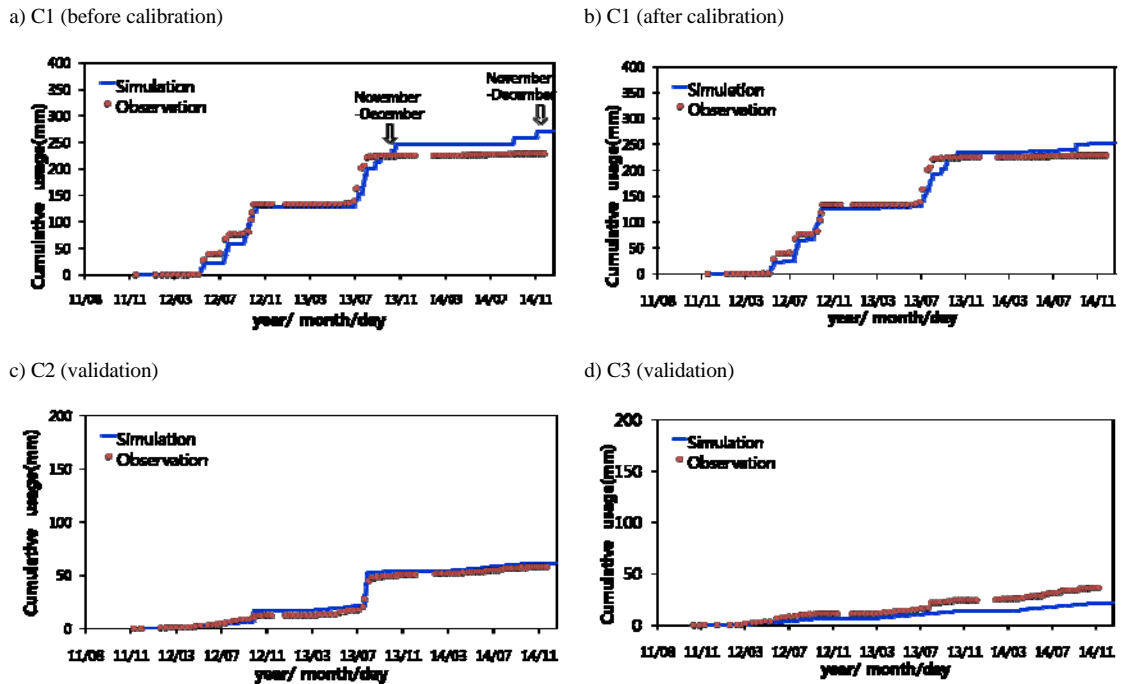 a) C1 (before calibration)
b) C1 (after calibration)
Cumulative usage(mm)
400
350
300
250
200
150
100
50
0
Simulation
Observation
November
-December
November
-December
11/08 11/11 12/03 12/07 12/11 13/03 13/07 13/11 14/03 14/07 14/11
year/ month/day
Cumulative usage(mm)
400
350
300
250
200
150
100
50
0
Simulation
Observation
11/08 11/11 12/03 12/07 12/11 13/03 13/07 13/11 14/03 14/07 14/11
year/ month/day
c) C2 (validation)
d) C3 (validation)
Cumulative usage(mm)
200
150
100
50
0
Simulation
Observation
11/08 11/11 12/03 12/07 12/11 13/03 13/07 13/11 14/03 14/07 14/11
year/ month/day
Cumulative usage(mm)
200
150
100
50
0
Simulation
Observation
11/08 11/11 12/03 12/07 12/11 13/03 13/07 13/11 14/03 14/07 14/11
year/ month/day